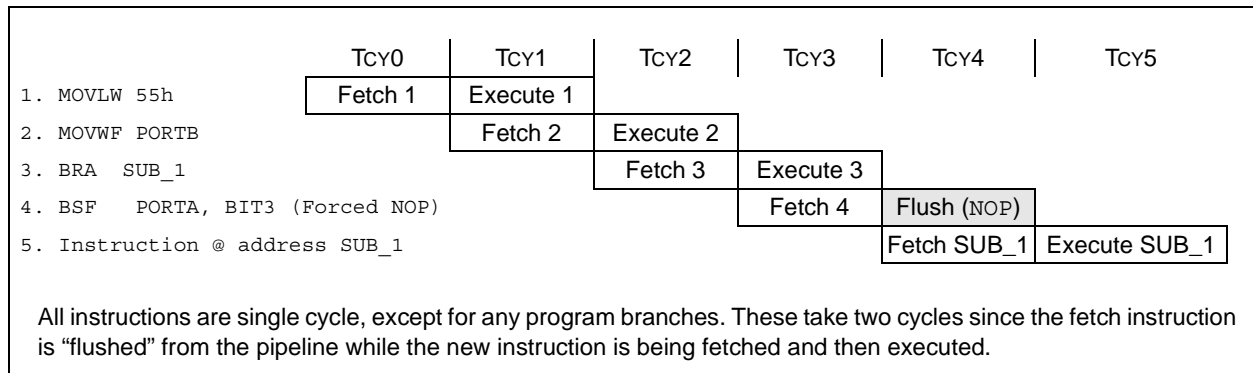 TCY0 TCY1 TCY2 TCY3 TCY4 TCY5
1. MOVLW 55h Fetch 1 Execute 1
2. MOVWF PORTB Fetch 2 Execute 2
3. BRA SUB_1 Fetch 3 Execute 3
4. BSF PORTA, BIT3 (Forced NOP) Fetch 4 Flush (NOP)
5. Instruction @ address SUB_1 Fetch SUB_1 Execute SUB_1
All instructions are single cycle, except for any program branches. These take two cycles since the fetch instruction
is “flushed” from the pipeline while the new instruction is being fetched and then executed.